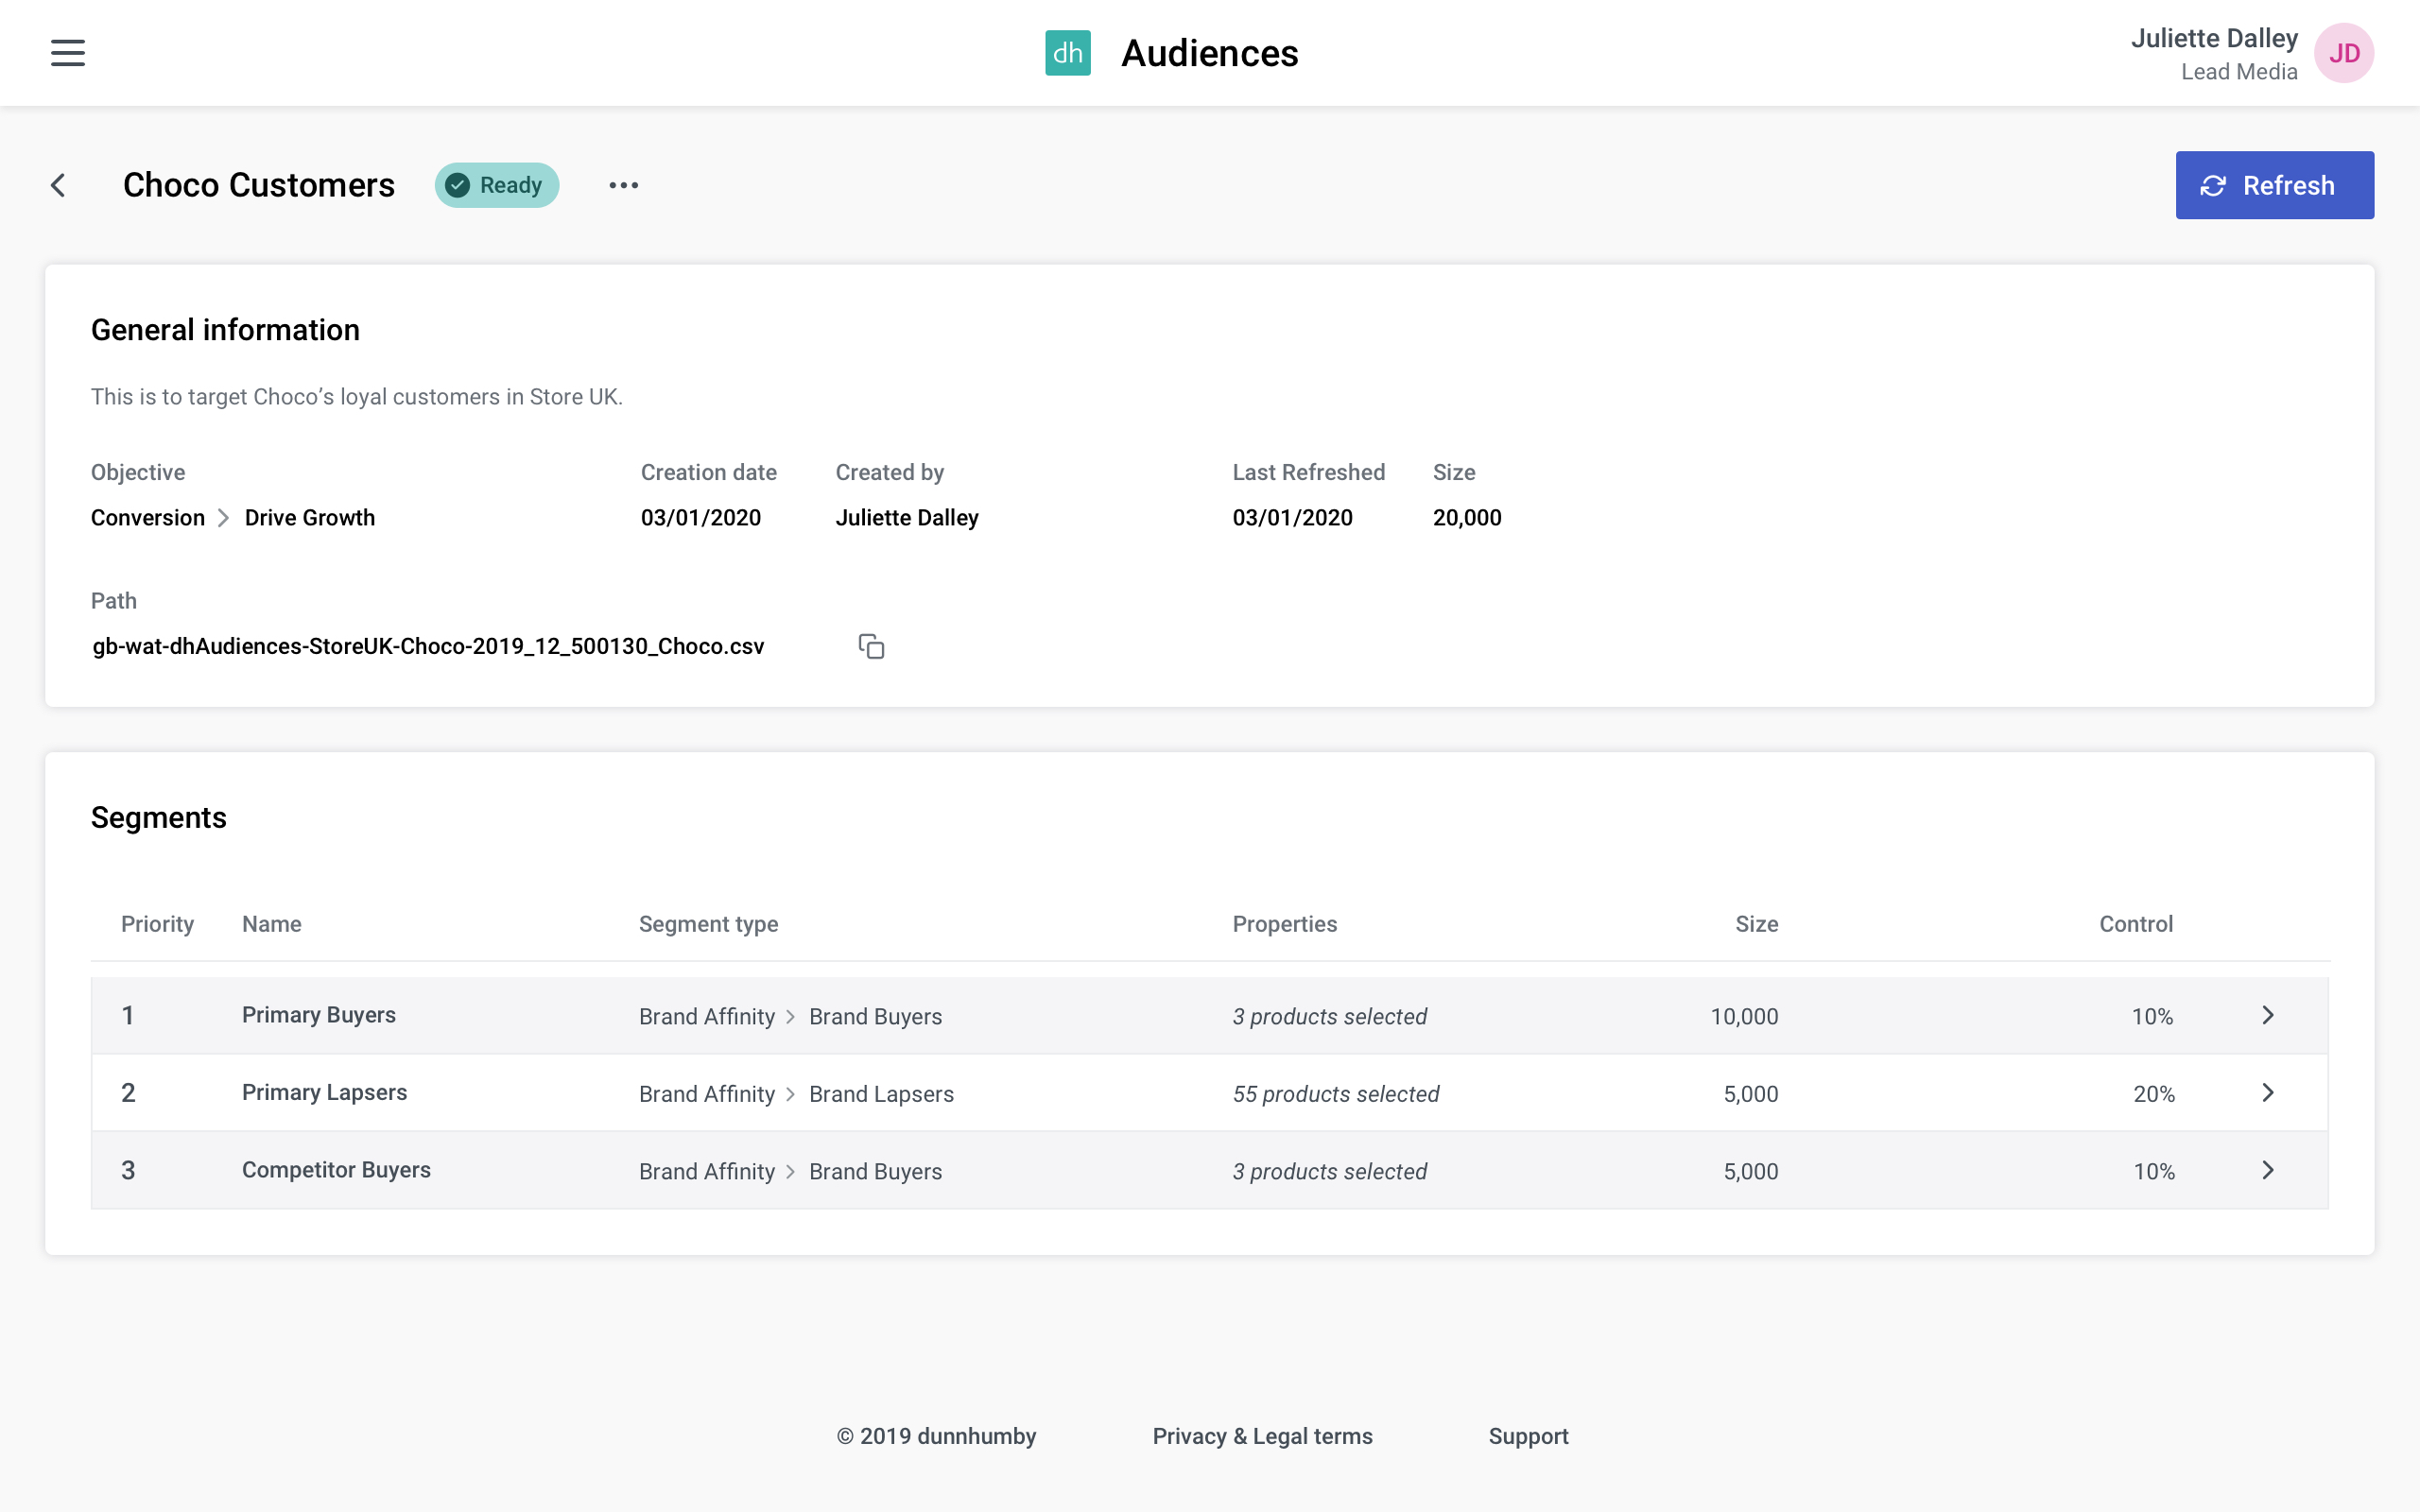 dh Audiences
Juliette Dalley
Lead Media
JD
Choco Customers Ready Refresh
General information
This is to target Choco’s loyal customers in Store UK.
Objective Creation date Created by Last Refreshed Size
Conversion Drive Growth 03/01/2020 Juliette Dalley 03/01/2020 20,000
Path
gb-wat-dhAudiences-StoreUK-Choco-2019_12_500130_Choco.csv
Segments
Priority Name Segment type Properties Size Control
1 Primary Buyers Brand Affinity Brand Buyers 3 products selected 10,000 10%
2 Primary Lapsers Brand Affinity Brand Lapsers 55 products selected 5,000 20%
3 Competitor Buyers Brand Affinity Brand Buyers 3 products selected 5,000 10%
© 2019 dunnhumby Privacy & Legal terms Support